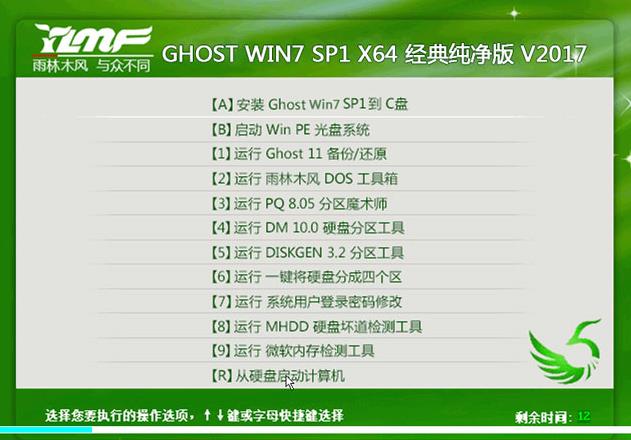 YLMF
雨林木风 与众不同
GHOST WIN7 SP1 X64 经典纯净版 V2017
【A】安装 Ghost Win7 SP1到 C盘
【B】启动 Win PE 光盘系统
【1】运行 Ghost 11 备份/还原
【2】运行 雨林木风 DOS 工具箱
【3】运行 PQ 8.05 分区魔术师
【4】运行 DM 10.0 硬盘分区工具
【5】运行 DISKGEN 3.2 分区工具
【6】运行 一键将硬盘分成四个区
【7】运行 系统用户登录密码修改
【8】运行 MHDD 硬盘坏道检测工具
【9】运行 微软内存检测工具
【R】从硬盘启动计算机
选择您要执行的操作选项，↑↓键或字母快捷键选择
剩余时间：12